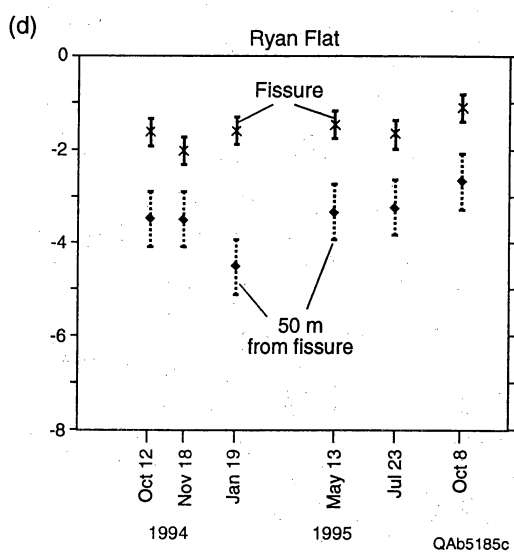 (d)
Ryan Flat
0
Fissure
-2
-4
50 m
from fissure
-6
-8
Oct 12
Nov 18
Jan 19
May 13
Jul 23
Oct 8
1994
1995
QAb5185c